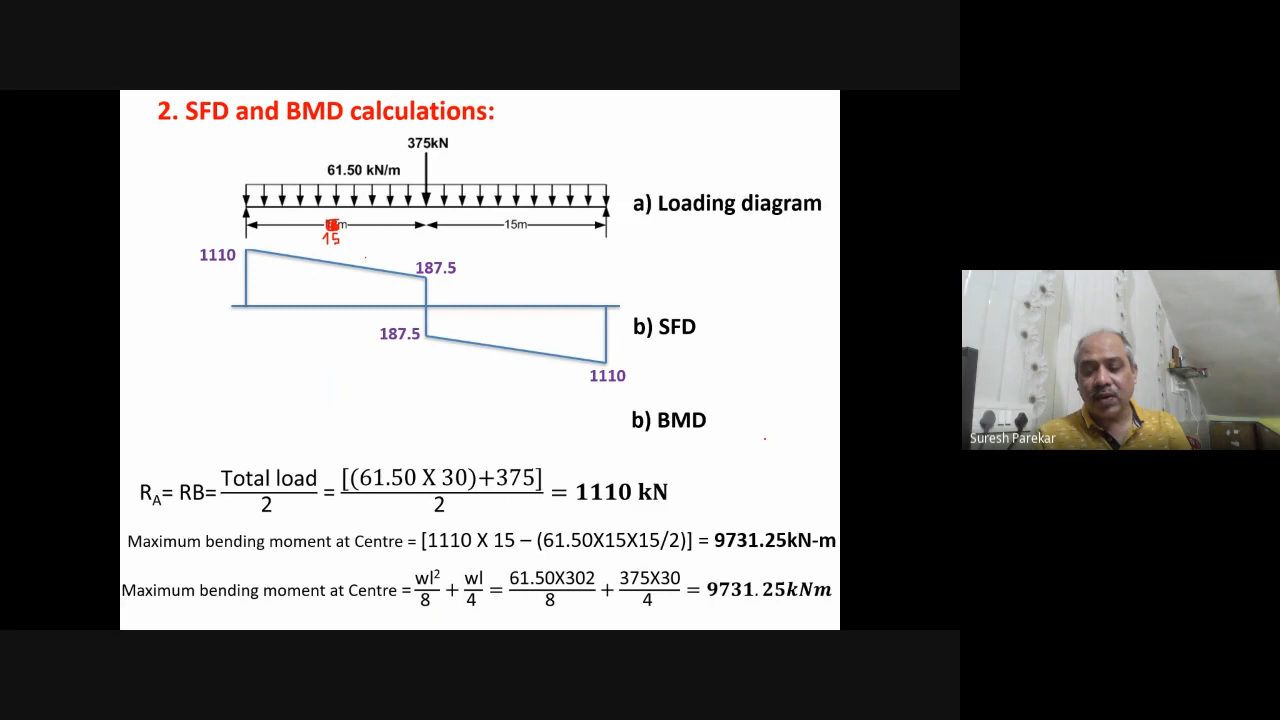 2. SFD and BMD calculations:
375kN
61.50 kN/m
a) Loading diagram
m
15m
15
1110
187.5
b) SFD
187.5
1110
b) BMD
R_A= RB= Total load/2 = [(61.50 X 30)+375]/2 = 1110 kN
Maximum bending moment at Centre = [1110 X 15 – (61.50X15X15/2)] = 9731.25kN-m
Maximum bending moment at Centre = wl²/8 + wl/4 = 61.50X302/8 + 375X30/4 = 9731.25kNm
Suresh Parekar